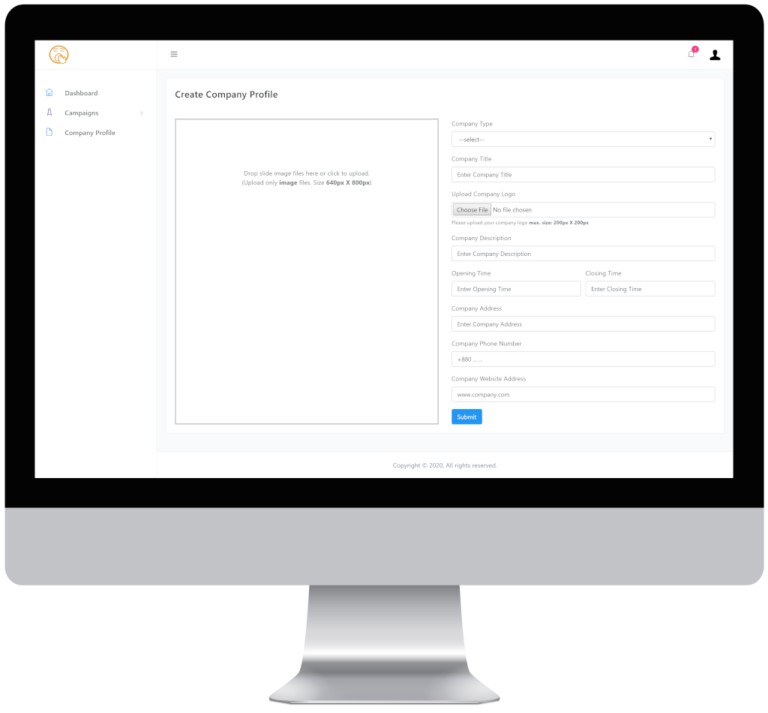 1
Dashboard
Campaigns
Company Profile
Create Company Profile
Drop slide image files here or click to upload.
(Upload only image files. Size 640px X 800px)
Company Type
--select--
Company Title
Enter Company Title
Upload Company Logo
Choose File No file chosen
Please upload your company logo max. size: 200px X 200px
Company Description
Enter Company Description
Opening Time
Closing Time
Enter Opening Time
Enter Closing Time
Company Address
Enter Company Address
Company Phone Number
+880 ... ...
Company Website Address
www.company.com
Submit
Copyright © 2020, All rights reserved.